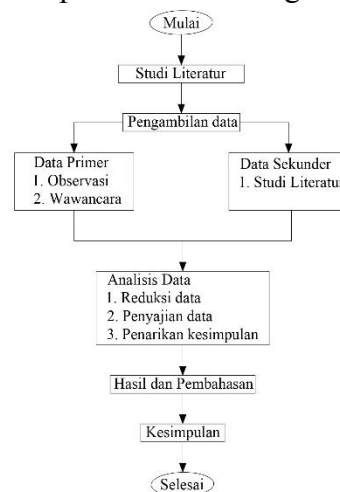 Mulai
Studi Literatur
Pengambilan data
Data Primer
1. Observasi
2. Wawancara
Data Sekunder
1. Studi Literatur
Analisis Data
1. Reduksi data
2. Penyajian data
3. Penarikan kesimpulan
Hasil dan Pembahasan
Kesimpulan
Selesai